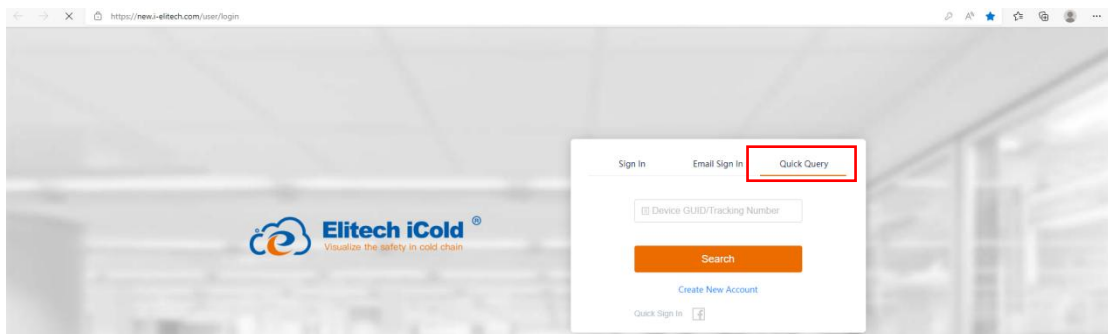 https://new.i-elitech.com/user/login
Sign In Email Sign In Quick Query
Device GUID/Tracking Number
Elitech iCold ®
Visualize the safety in cold chain
Search
Create New Account
Quick Sign In